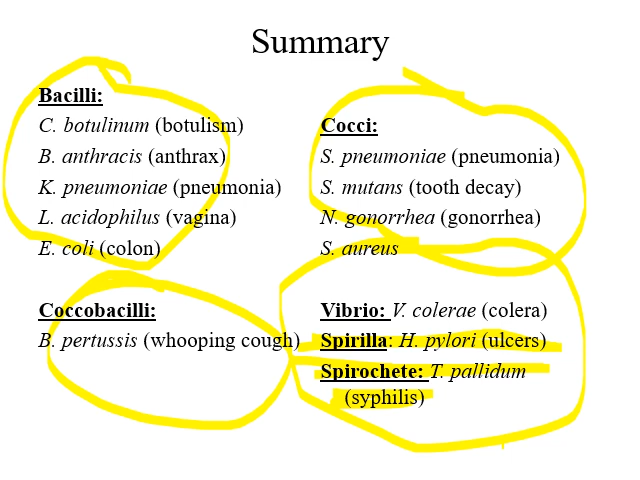 Summary
Bacilli:
C. botulinum (botulism)
B. anthracis (anthrax)
K. pneumoniae (pneumonia)
L. acidophilus (vagina)
E. coli (colon)
Coccobacilli:
B. pertussis (whooping cough)
Cocci:
S. pneumoniae (pneumonia)
S. mutans (tooth decay)
N. gonorrhea (gonorrhea)
S. aureus
Vibrio: V. colerae (colera)
Spirilla: H. pylori (ulcers)
Spirochete: T. pallidum
(syphilis)